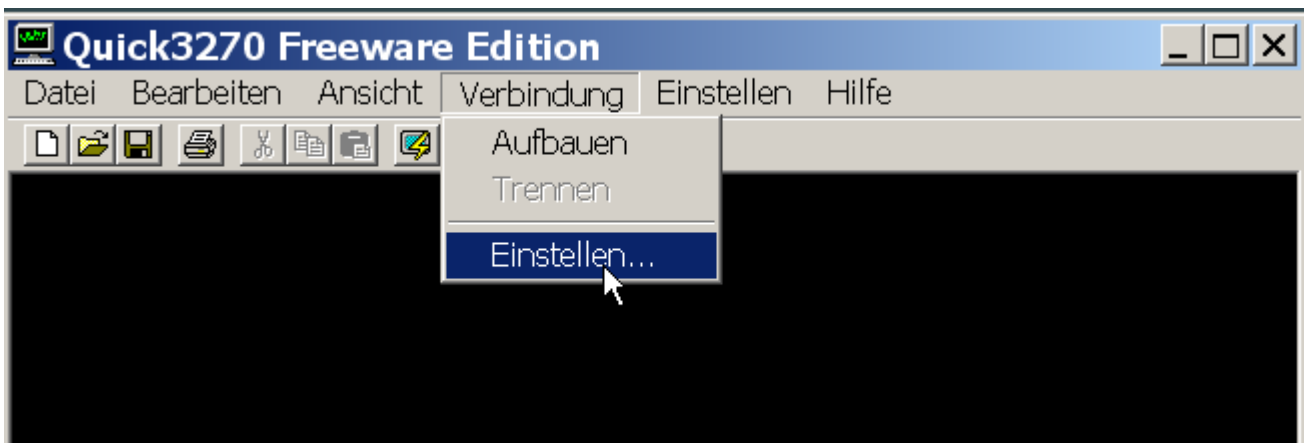 Quick3270 Freeware Edition
Datei Bearbeiten Ansicht Verbindung Einstellen Hilfe
Aufbauen
Trennen
Einstellen...